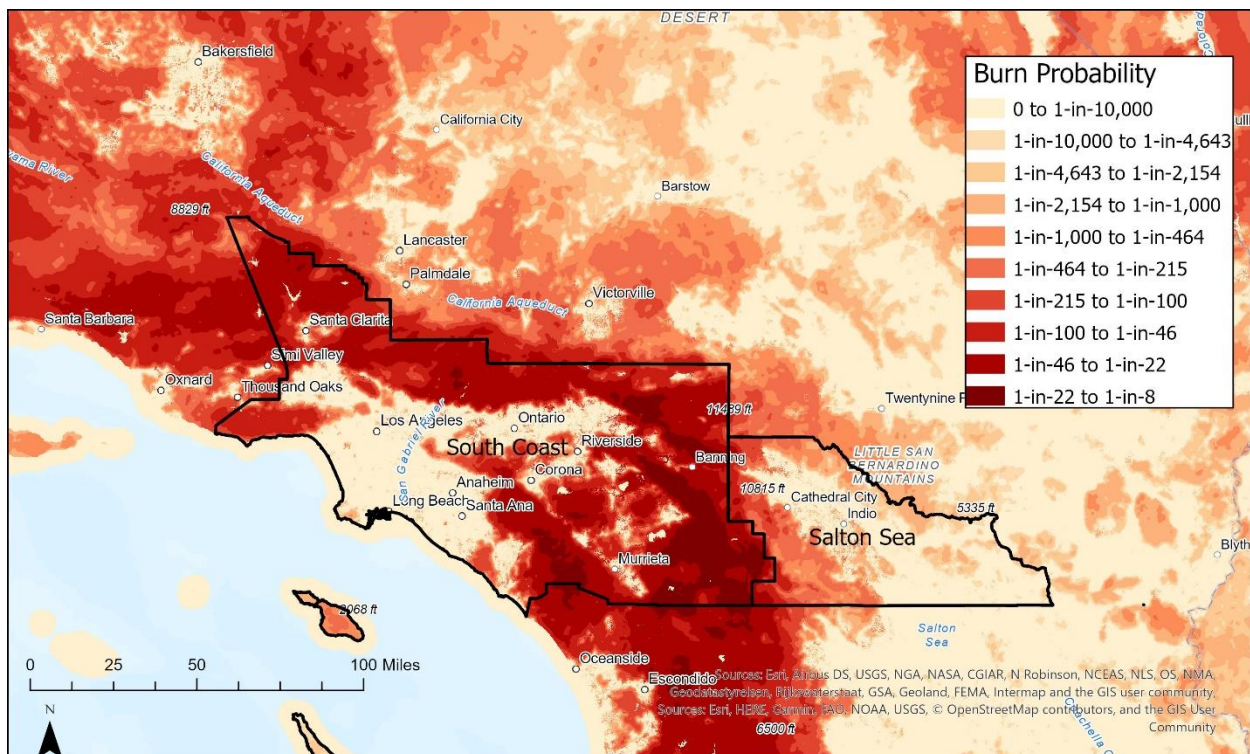 DESERT
Bakersfield
Colorado
Burn Probability
0 to 1-in-10,000
1-in-10,000 to 1-in-4,643
1-in-4,643 to 1-in-2,154
1-in-2,154 to 1-in-1,000
1-in-1,000 to 1-in-464
1-in-464 to 1-in-215
1-in-215 to 1-in-100
1-in-100 to 1-in-46
1-in-46 to 1-in-22
1-in-22 to 1-in-8
California City
yama River
California Aqueduct
Barstow
8829 ft
Lancaster
Palmdale
California Aqueduct
Victorville
Santa Barbara
Santa Clarita
Simi Valley
Oxnard
Thousand Oaks
Twentynine P
11489 ft
Los Angeles
Ontario
San Gabriel River
South Coast
Riverside
LITTLE SAN
BERNARDINO
MOUNTAINS
Banning
Corona
10815 ft
Cathedral City
Anaheim
Long Beach
Santa Ana
Indio
5335 ft
Salton Sea
Blyth
Murrieta
2068 ft
Salton
Sea
0 25 50 100 Miles
Oceanside
Escondido
Sources: Esri, Airbus DS, USGS, NGA, NASA, CGIAR, N Robinson, NCEAS, NLS, OS, NMA,
Geodatastyrelsen, Rijkswaterstaat, GSA, Geoland, FEMA, Intermap and the GIS user community,
Sources: Esri, HERE, Garmin, FAO, NOAA, USGS, © OpenStreetMap contributors, and the GIS User
Community
N
6500 ft
Coachella C